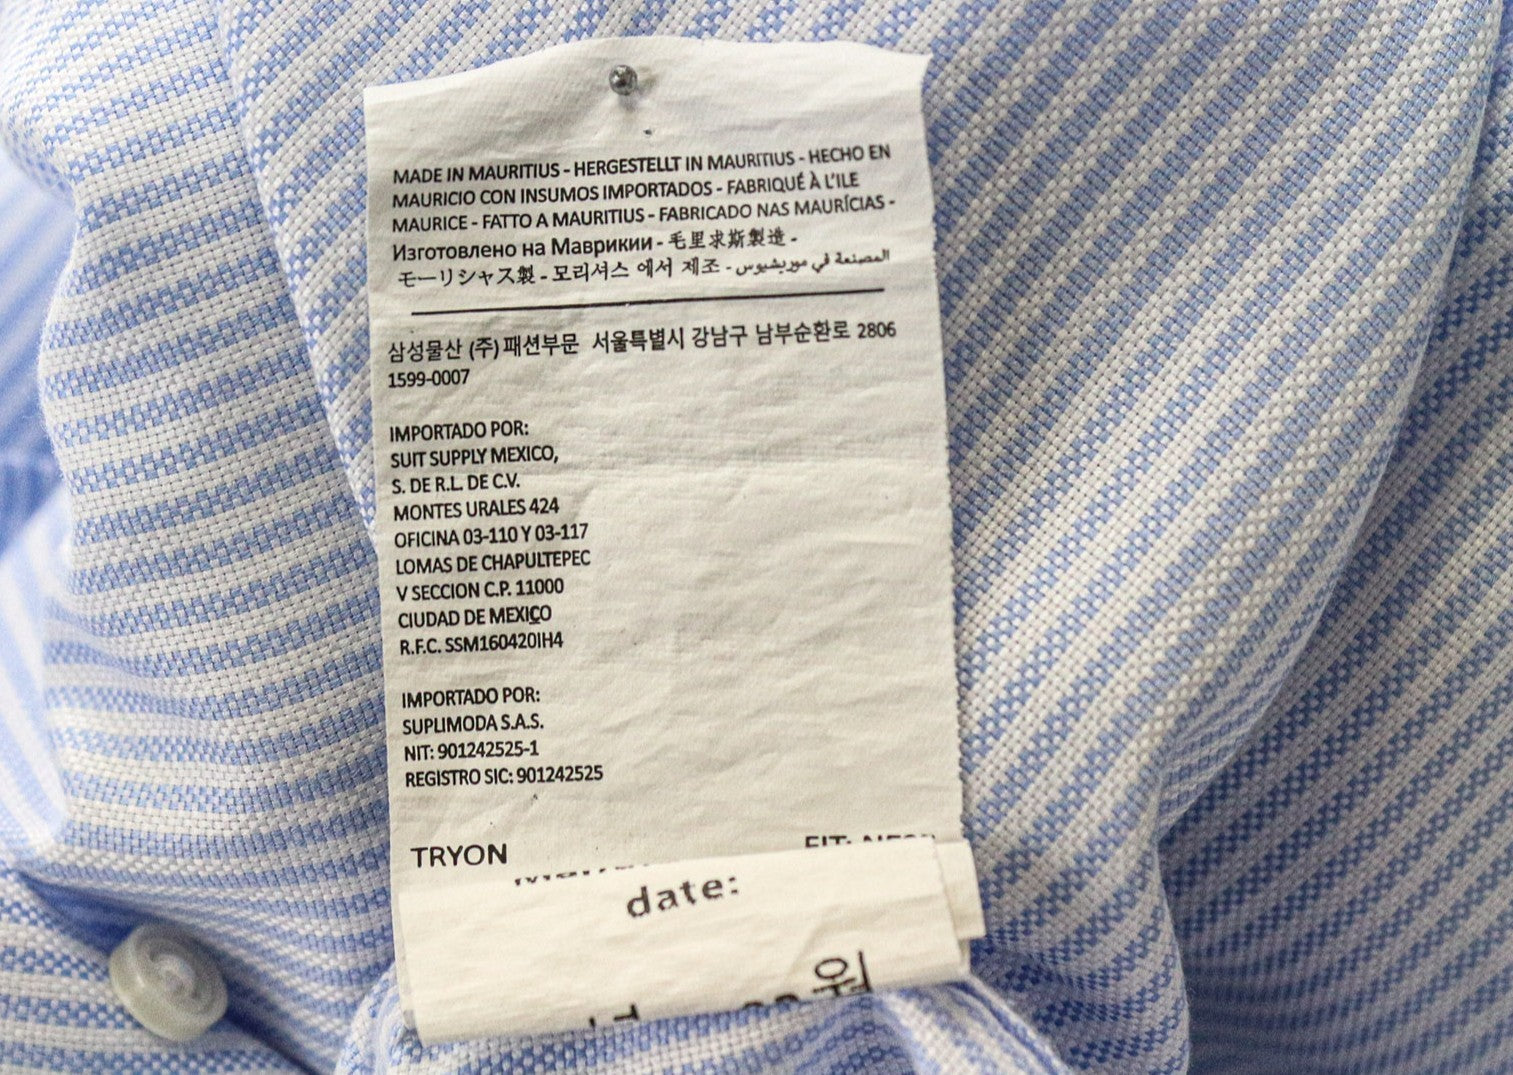 MADE IN MAURITIUS - HERGESTELLT IN MAURITIUS - HECHO EN
MAURICIO CON INSUMOS IMPORTADOS - FABRIQUÉ À L'ILE
MAURICE - FATTO A MAURITIUS - FABRICADO NAS MAURÍCIAS -
Изготовлено на Маврикии - 毛里求斯製造 -
モーリシャス製 - 모리셔스 에서 제조 - المصنعة في موريشيوس
삼성물산 (주) 패션부문 서울특별시 강남구 남부순환로 2806
1599-0007
IMPORTADO POR:
SUIT SUPPLY MEXICO,
S. DE R.L. DE C.V.
MONTES URALES 424
OFICINA 03-110 Y 03-117
LOMAS DE CHAPULTEPEC
V SECCION C.P. 11000
CIUDAD DE MEXICO
R.F.C. SSM160420IH4
IMPORTADO POR:
SUPLIMODA S.A.S.
NIT: 901242525-1
REGISTRO SIC: 901242525
TRYON FIT:
date:
월